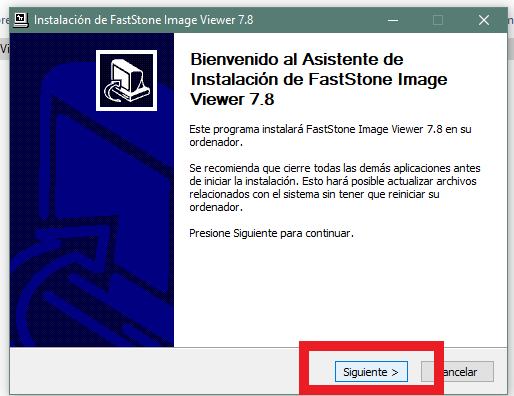 Instalación de FastStone Image Viewer 7.8
Bienvenido al Asistente de
Instalación de FastStone Image
Viewer 7.8
Este programa instalará FastStone Image Viewer 7.8 en su
ordenador.
Se recomienda que cierre todas las demás aplicaciones antes
de iniciar la instalación. Esto hará posible actualizar archivos
relacionados con el sistema sin tener que reiniciar su
ordenador.
Presione Siguiente para continuar.
Siguiente > ancelar